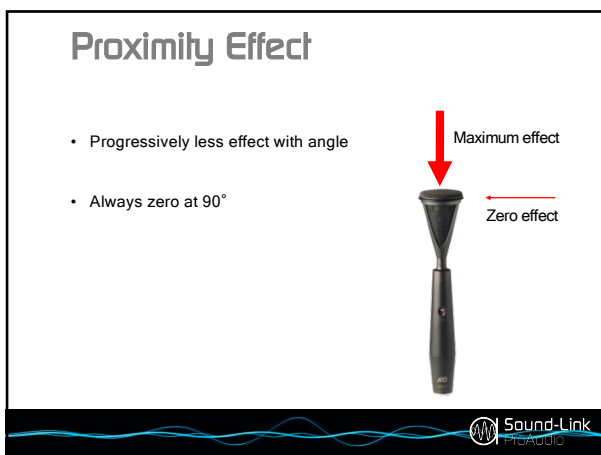 Proximity Effect
• Progressively less effect with angle
Maximum effect
• Always zero at 90°
Zero effect
Sound-Link
ProAudio